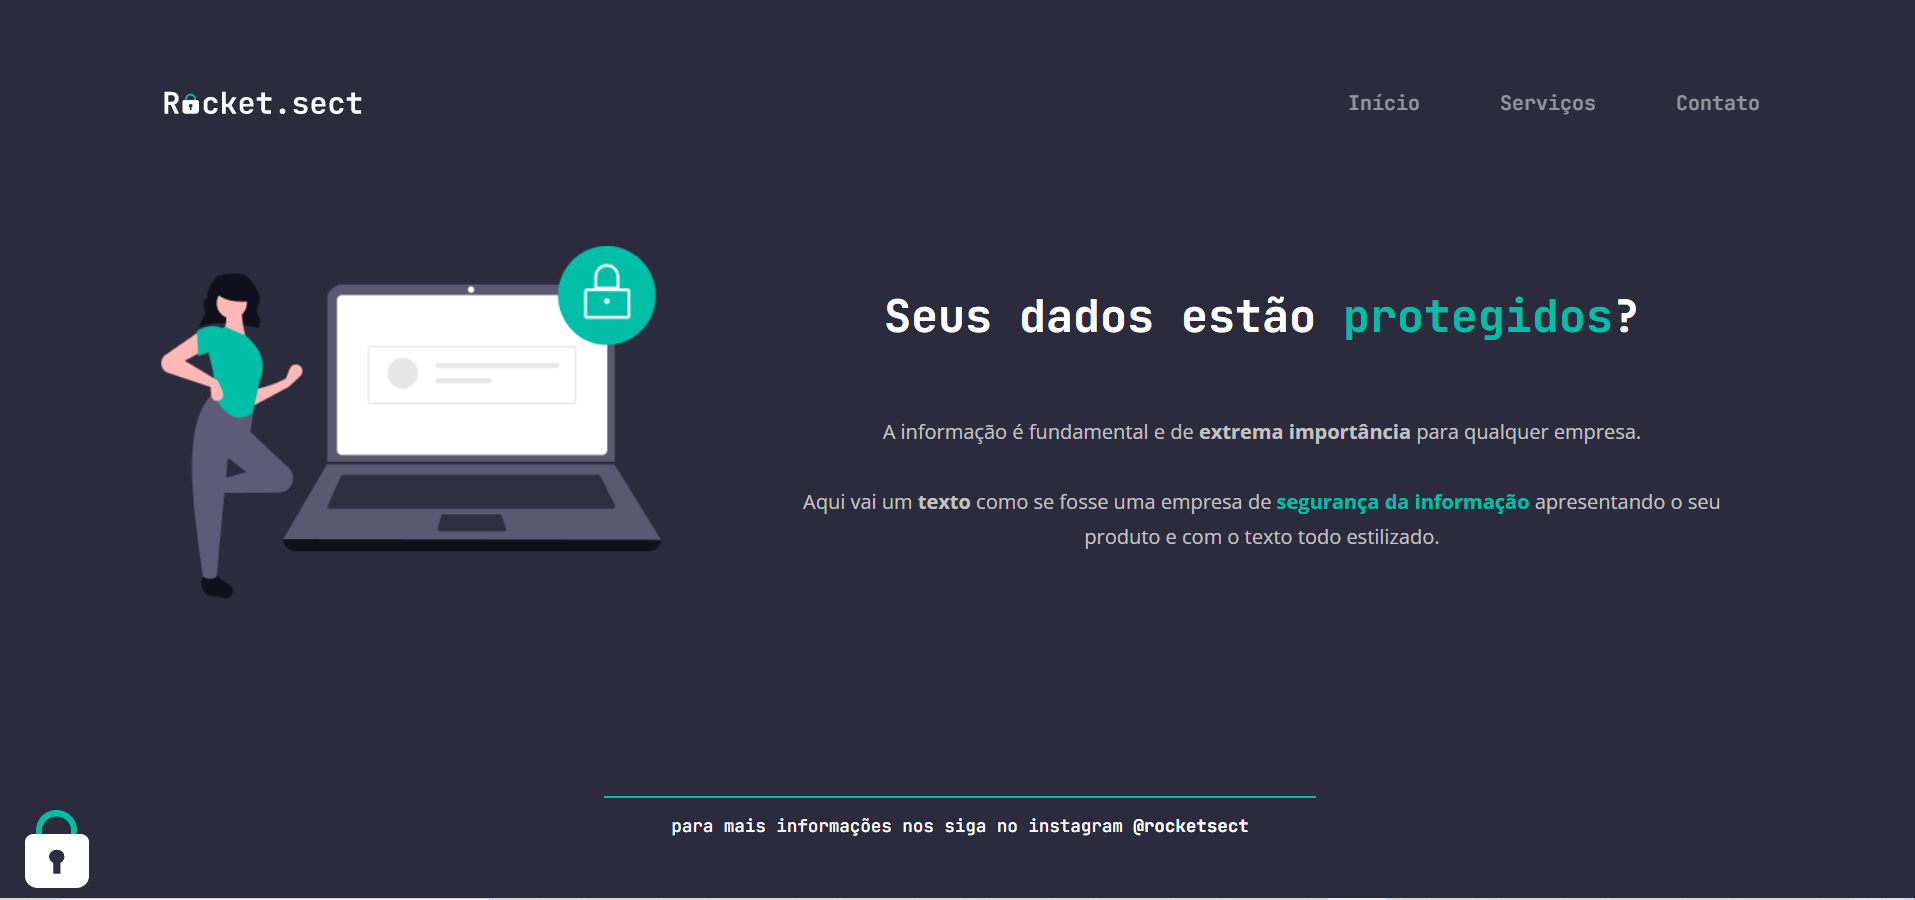 Rocket.sect
Início Serviços Contato
Seus dados estão protegidos?
A informação é fundamental e de extrema importância para qualquer empresa.
Aqui vai um texto como se fosse uma empresa de segurança da informação apresentando o seu
produto e com o texto todo estilizado.
para mais informações nos siga no instagram @rocketsect